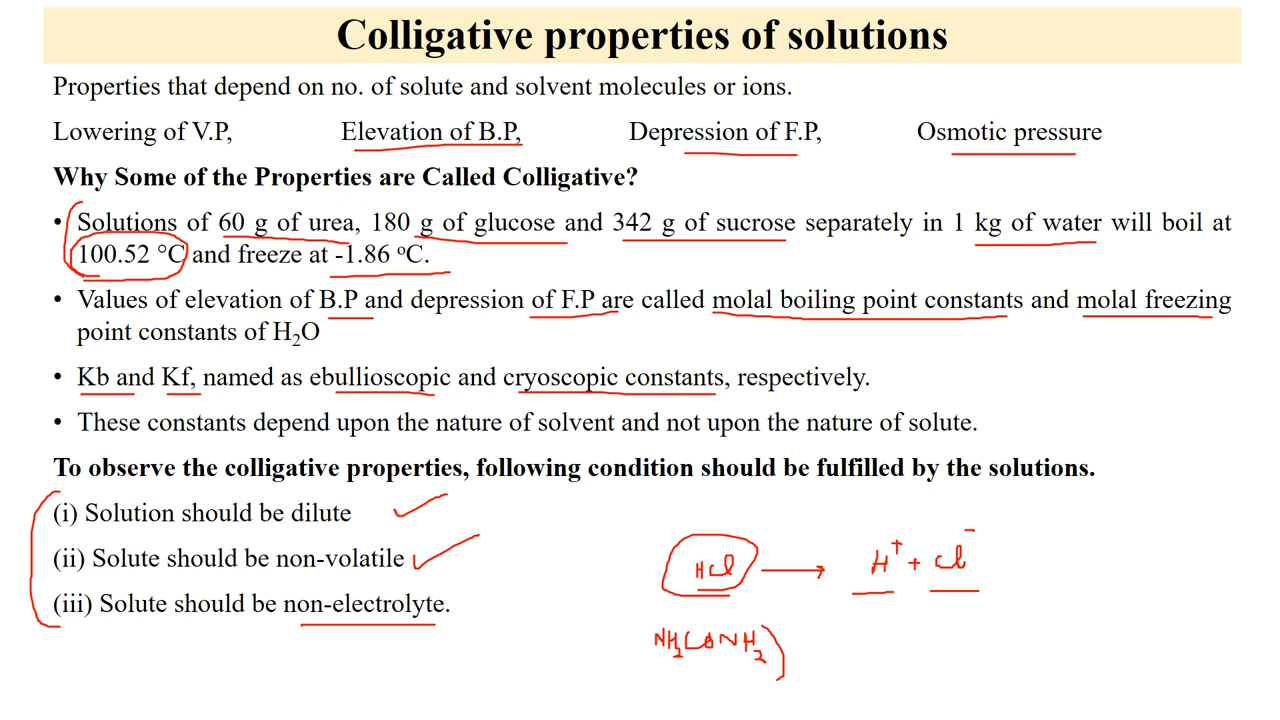 Colligative properties of solutions
Properties that depend on no. of solute and solvent molecules or ions.
Lowering of V.P, Elevation of B.P, Depression of F.P, Osmotic pressure
Why Some of the Properties are Called Colligative?
• Solutions of 60 g of urea, 180 g of glucose and 342 g of sucrose separately in 1 kg of water will boil at
100.52 °C and freeze at -1.86 ᵒC.
• Values of elevation of B.P and depression of F.P are called molal boiling point constants and molal freezing
point constants of H₂O
• Kb and Kf, named as ebullioscopic and cryoscopic constants, respectively.
• These constants depend upon the nature of solvent and not upon the nature of solute.
To observe the colligative properties, following condition should be fulfilled by the solutions.
(i) Solution should be dilute
(ii) Solute should be non-volatile
(iii) Solute should be non-electrolyte.
HCl → H⁺ + Cl⁻
NH₂CONH₂